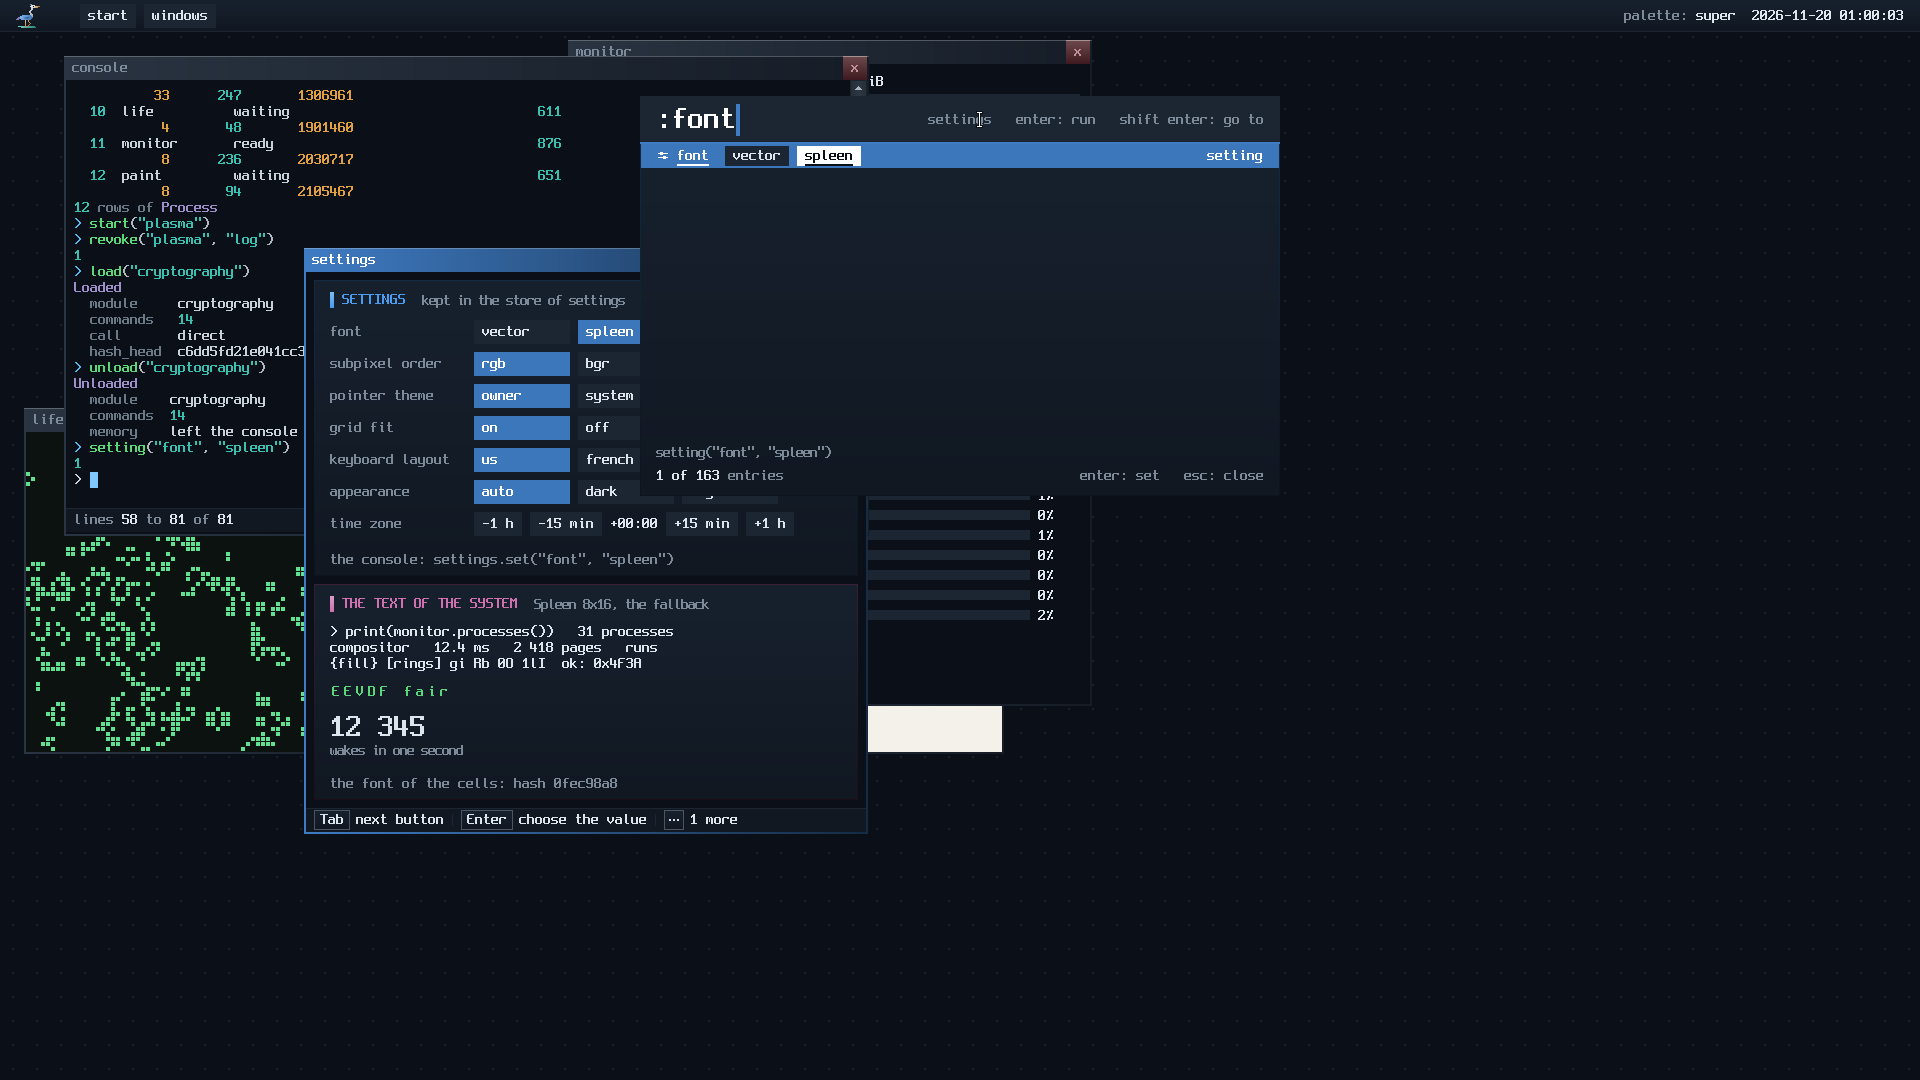 start windows palette: super 2026-11-20 01:00:03
monitor
iB
console
33 247 1306961
10 life waiting 611
4 48 1901460
11 monitor ready 876
8 236 2030717
12 paint waiting 651
8 94 2105467
12 rows of Process
> start("plasma")
> revoke("plasma", "log")
1
> load("cryptography")
Loaded
module cryptography
commands 14
call direct
hash_head c6dd5fd21e041cc3
> unload("cryptography")
Unloaded
module cryptography
commands 14
memory left the console
> setting("font", "spleen")
1
>
lines 58 to 81 of 81
life
:font settings enter: run shift enter: go to
font vector spleen setting
setting("font", "spleen")
1 of 163 entries enter: set esc: close
settings
SETTINGS kept in the store of settings
font vector spleen
subpixel order rgb bgr
pointer theme owner system
grid fit on off
keyboard layout us french
appearance auto dark
time zone -1 h -15 min +00:00 +15 min +1 h
the console: settings.set("font", "spleen")
THE TEXT OF THE SYSTEM Spleen 8x16, the fallback
> print(monitor.processes()) 31 processes
compositor 12.4 ms 2 418 pages runs
{fill} [rings] gi Rb 0O 1lI ok: 0x4F3A
EEVDF fair
12 345
wakes in one second
the font of the cells: hash 0fec98a8
Tab next button Enter choose the value ... 1 more
1%
0%
1%
0%
0%
0%
2%